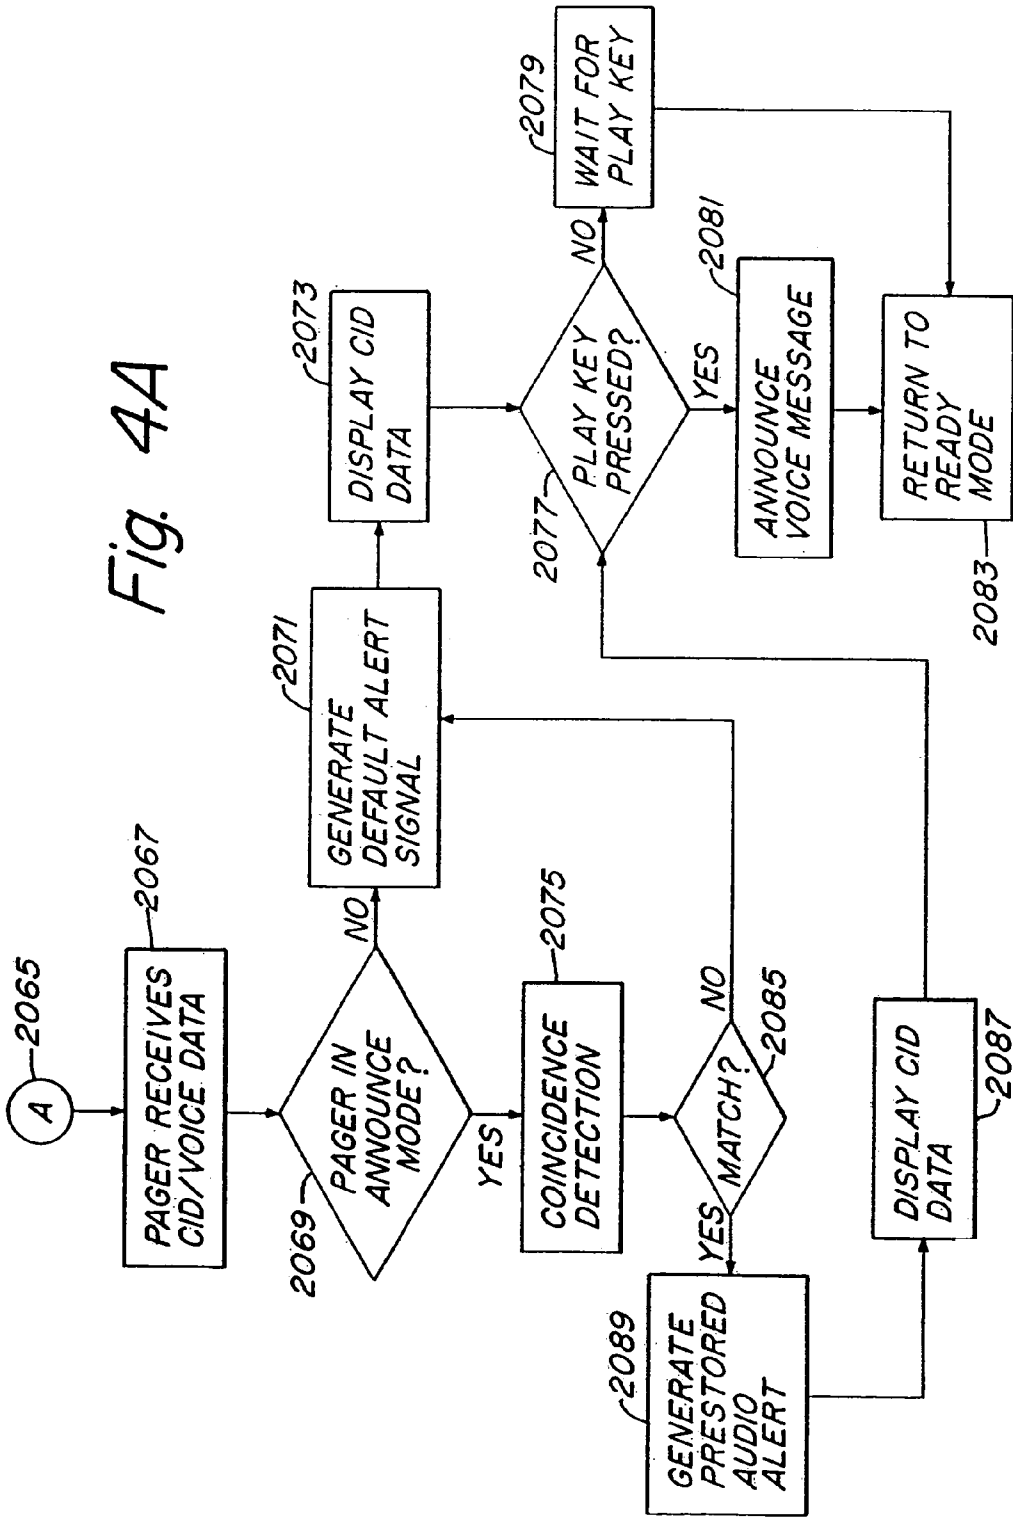 Fig. 4A
A
2065
PAGER RECEIVES
CID/VOICE DATA
2067
PAGER IN
ANNOUNCE
MODE?
2069
NO
YES
GENERATE
DEFAULT ALERT
SIGNAL
2071
DISPLAY CID
DATA
2073
COINCIDENCE
DETECTION
2075
MATCH?
2085
NO
YES
GENERATE
PRESTORED
AUDIO
ALERT
2089
DISPLAY CID
DATA
2087
PLAY KEY
PRESSED?
2077
NO
YES
WAIT FOR
PLAY KEY
2079
ANNOUNCE
VOICE MESSAGE
2081
RETURN TO
READY
MODE
2083